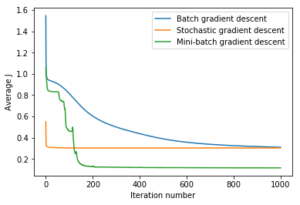 Batch gradient descent
Stochastic gradient descent
Mini-batch gradient descent
Average J
1.6
1.4
1.2
1.0
0.8
0.6
0.4
0.2
0 200 400 600 800 1000
Iteration number